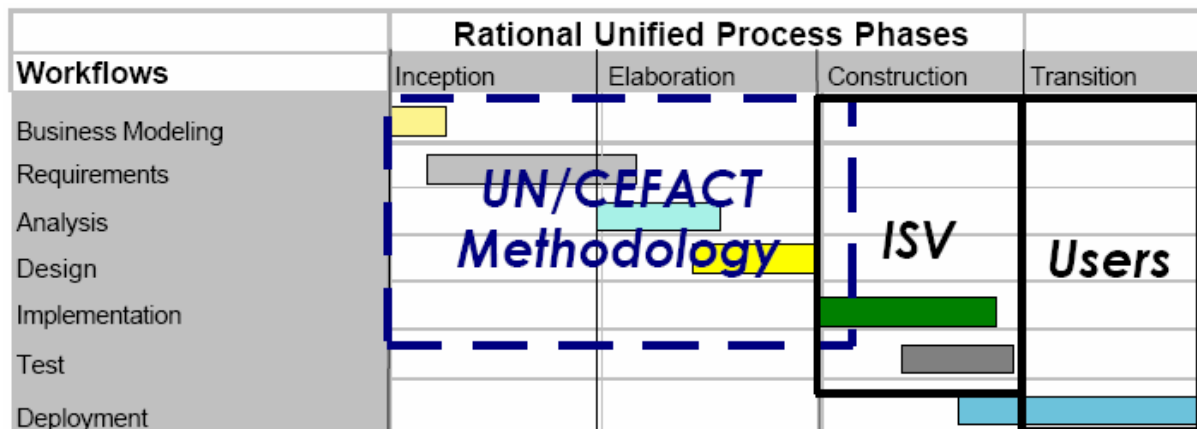 Rational Unified Process Phases
Workflows
Inception
Elaboration
Construction
Transition
Business Modeling
Requirements
Analysis
Design
Implementation
Test
Deployment
UN/CEFACT
Methodology
ISV
Users